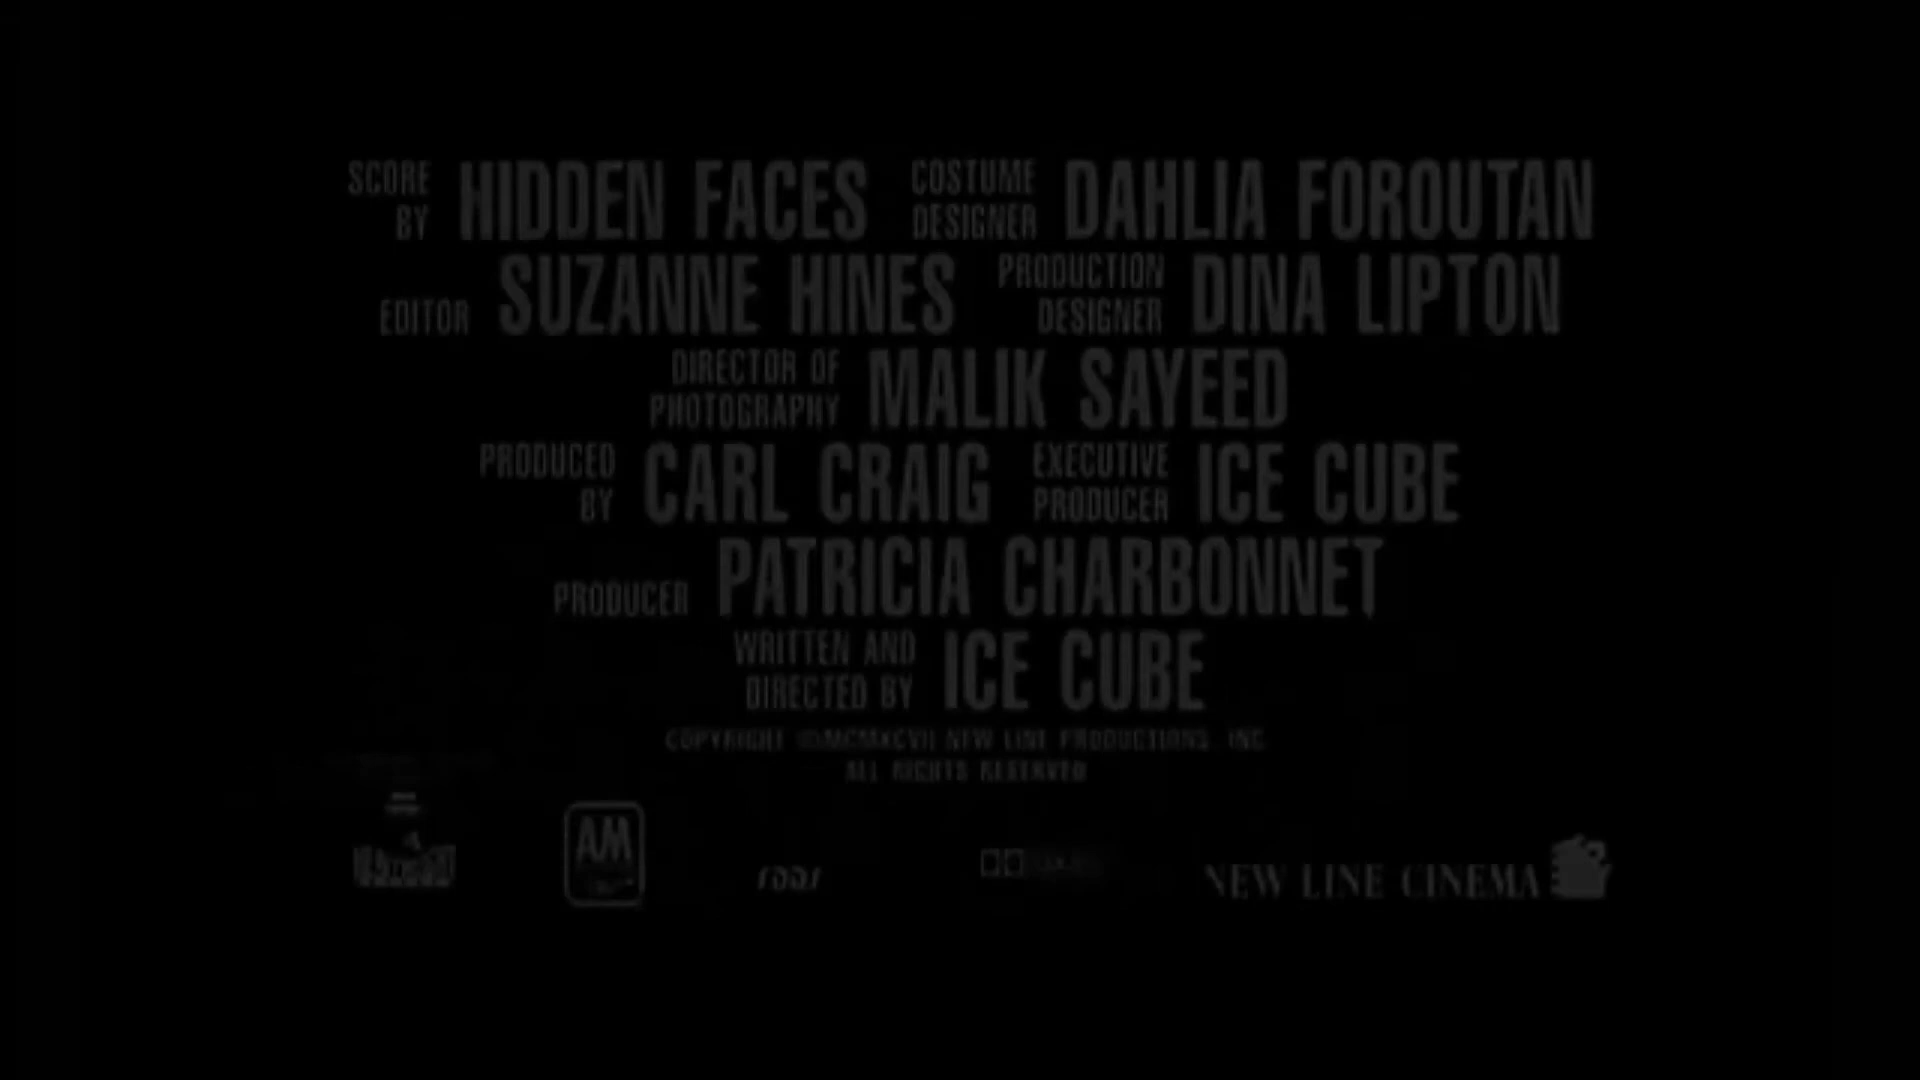 SCORE BY HIDDEN FACES COSTUME DESIGNER DAHLIA FOROUTAN
EDITOR SUZANNE HINES PRODUCTION DESIGNER DINA LIPTON
DIRECTOR OF PHOTOGRAPHY MALIK SAYEED
PRODUCED BY CARL CRAIG EXECUTIVE PRODUCER ICE CUBE
PRODUCER PATRICIA CHARBONNET
WRITTEN AND DIRECTED BY ICE CUBE
COPYRIGHT ©MCMXCVII NEW LINE PRODUCTIONS, INC.
ALL RIGHTS RESERVED
AM
NEW LINE CINEMA